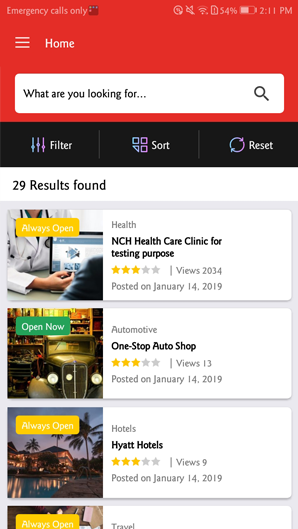 Emergency calls only 54% 2:11 PM
Home
What are you looking for...
Filter Sort Reset
29 Results found
Always Open
Health
NCH Health Care Clinic for
testing purpose
Views 2034
Posted on January 14, 2019
Open Now
Automotive
One-Stop Auto Shop
Views 13
Posted on January 14, 2019
Always Open
Hotels
Hyatt Hotels
Views 9
Posted on January 14, 2019
Always Open
Travel